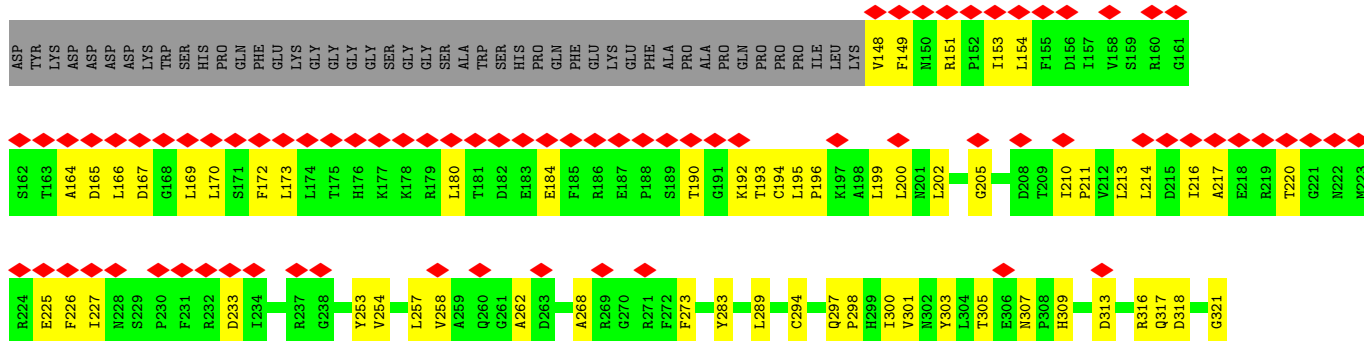 ASP TYR LYS ASP ASP ASP ASP LYS TRP SER HIS PRO GLN PHE GLU LYS GLY GLY GLY GLY SER GLY GLY SER ALA TRP SER HIS PRO GLN PHE GLU LYS GLU PHE ALA PRO ALA PRO GLN PRO PRO PRO ILE LEU LYS V148 F149 N150 R151 P152 I153 L154 F155 D156 I157 V158 S159 R160 G161
S162 T163 A164 D165 L166 D167 G168 L169 L170 S171 F172 L173 L174 T175 H176 K177 K178 R179 L180 T181 D182 E183 E184 F185 R186 E187 P188 S189 T190 G191 K192 T193 C194 L195 P196 K197 A198 L199 L200 N201 L202 G205 D208 T209 I210 P211 V212 L213 L214 D215 I216 A217 E218 R219 T220 G221 N222 M223
R224 E225 F226 I227 N228 S229 P230 F231 R232 D233 I234 R237 G238 Y253 V254 L257 V258 A259 Q260 G261 A262 D263 A268 R269 G270 R271 F272 F273 Y283 L289 C294 Q297 P298 H299 I300 V301 N302 Y303 L304 T305 E306 N307 P308 H309 D313 R316 Q317 D318 G321